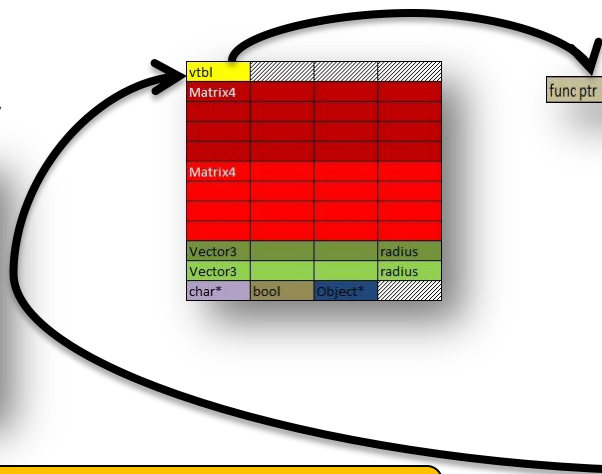 vtbl
func ptr
Matrix4
Matrix4
Vector3 radius
Vector3 radius
char* bool Object*